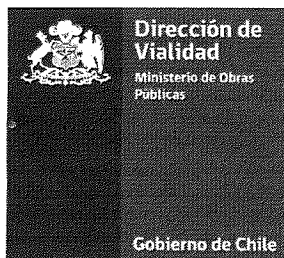 Dirección de
Vialidad
Ministerio de Obras
Públicas
Gobierno de Chile